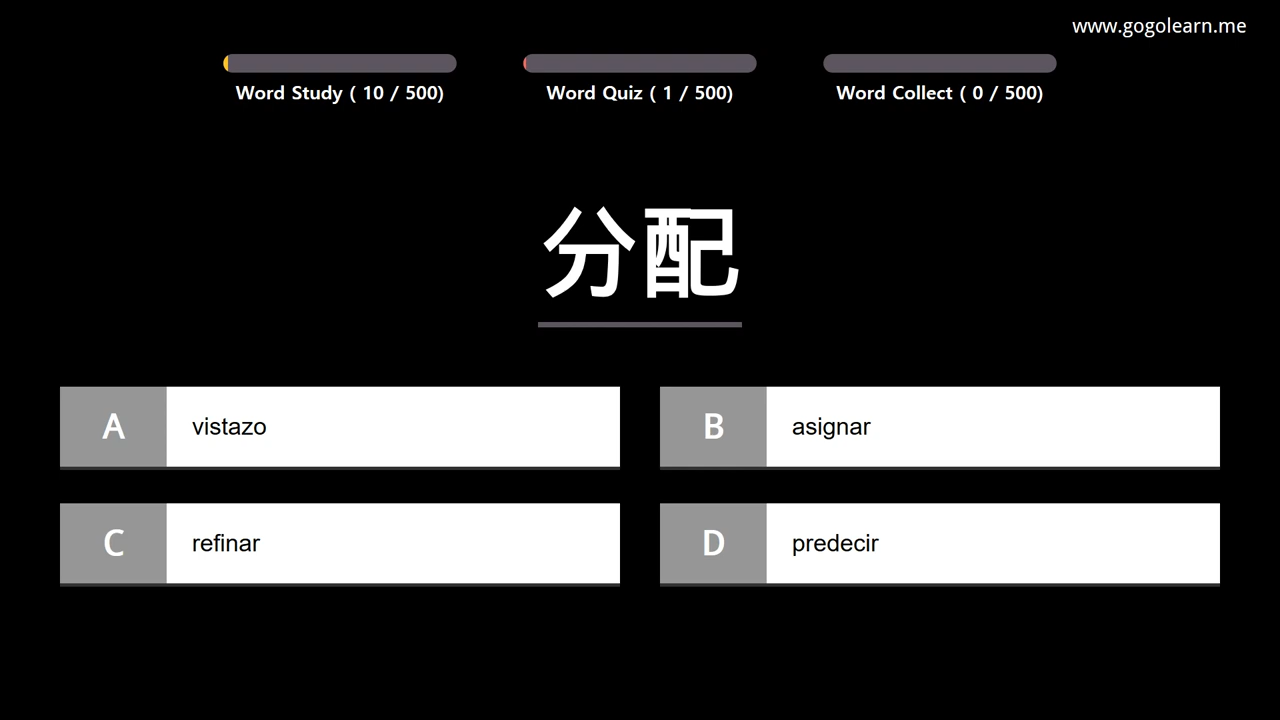 www.gogolearn.me
Word Study ( 10 / 500)
Word Quiz ( 1 / 500)
Word Collect ( 0 / 500)
分配
A vistazo
B asignar
C refinar
D predecir